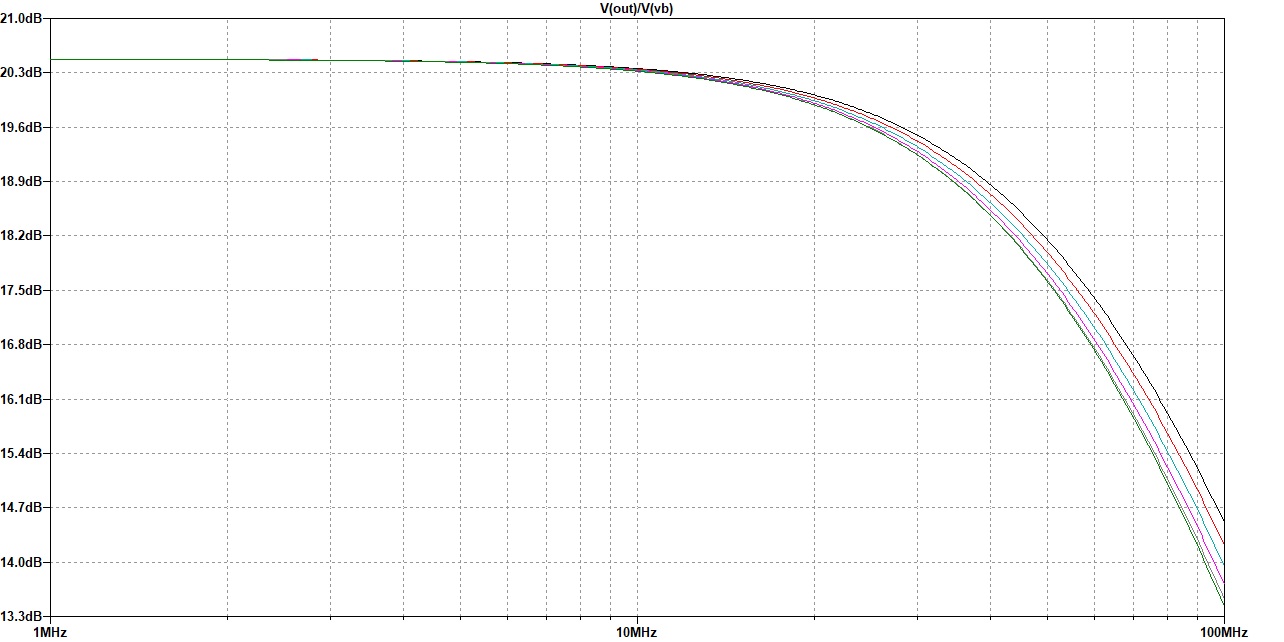 V(out)/V(vb)
21.0dB
20.3dB
19.6dB
18.9dB
18.2dB
17.5dB
16.8dB
16.1dB
15.4dB
14.7dB
14.0dB
13.3dB
1MHz 10MHz 100MHz